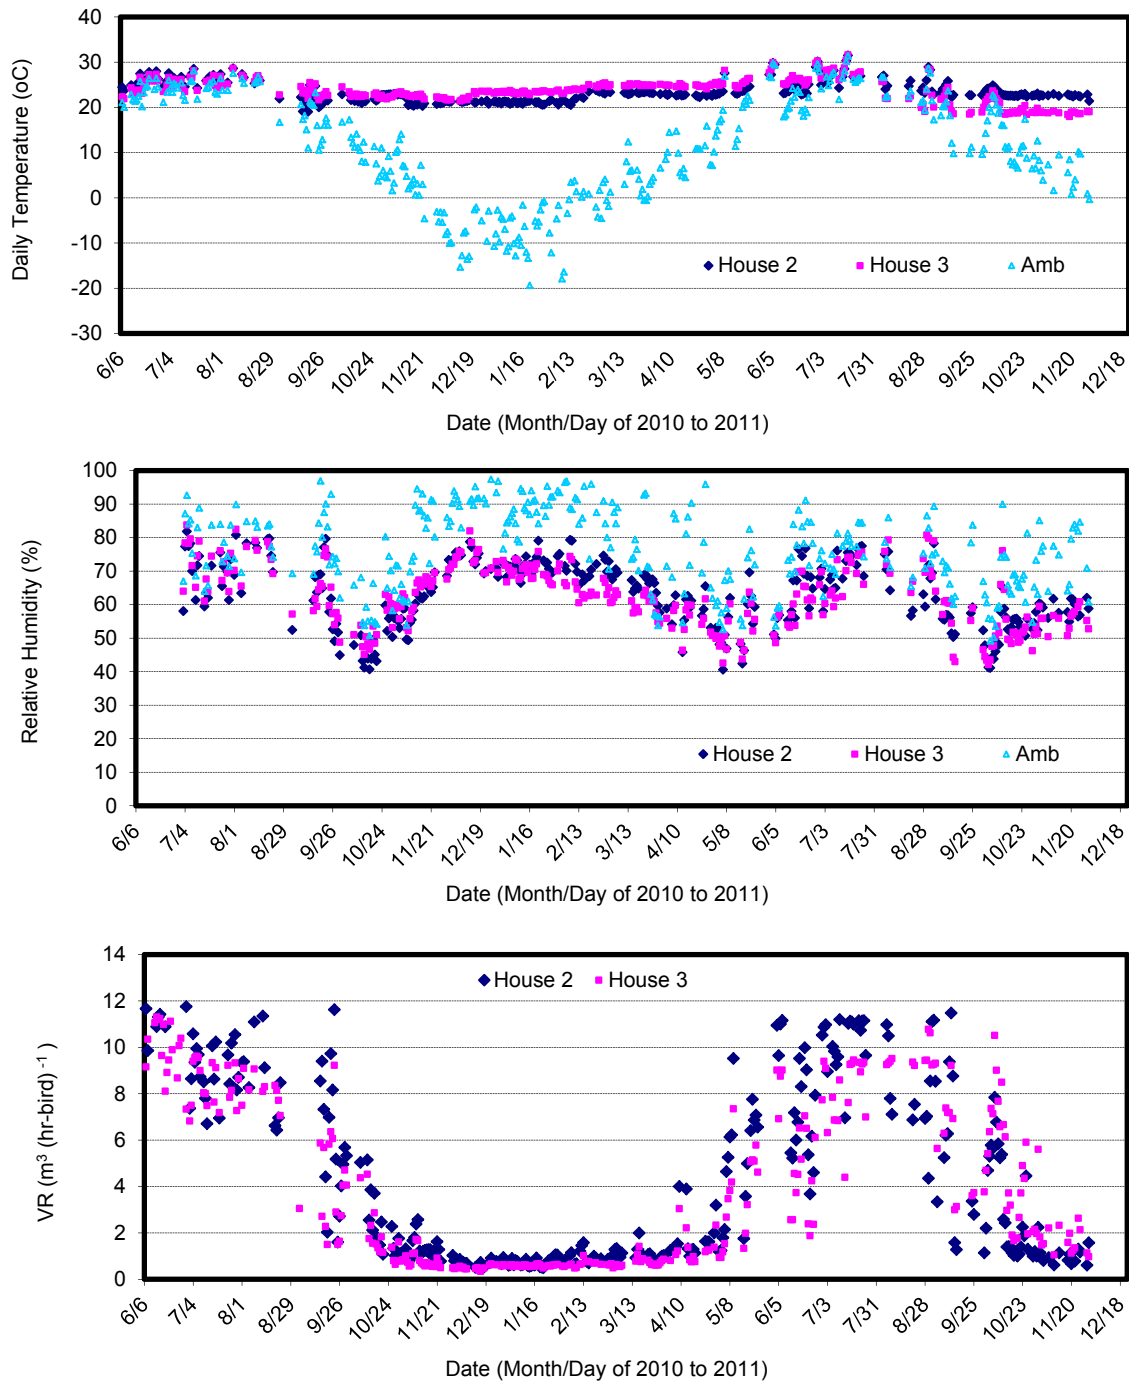 Daily Temperature (oC)
40
30
20
10
0
-10
-20
-30
House 2 House 3 Amb
6/6 7/4 8/1 8/29 9/26 10/24 11/21 12/19 1/16 2/13 3/13 4/10 5/8 6/5 7/3 7/31 8/28 9/25 10/23 11/20 12/18
Date (Month/Day of 2010 to 2011)
Relative Humidity (%)
100
90
80
70
60
50
40
30
20
10
0
House 2 House 3 Amb
6/6 7/4 8/1 8/29 9/26 10/24 11/21 12/19 1/16 2/13 3/13 4/10 5/8 6/5 7/3 7/31 8/28 9/25 10/23 11/20 12/18
Date (Month/Day of 2010 to 2011)
VR (m³ (hr-bird) ⁻¹ )
14
12
10
8
6
4
2
0
House 2 House 3
6/6 7/4 8/1 8/29 9/26 10/24 11/21 12/19 1/16 2/13 3/13 4/10 5/8 6/5 7/3 7/31 8/28 9/25 10/23 11/20 12/18
Date (Month/Day of 2010 to 2011)